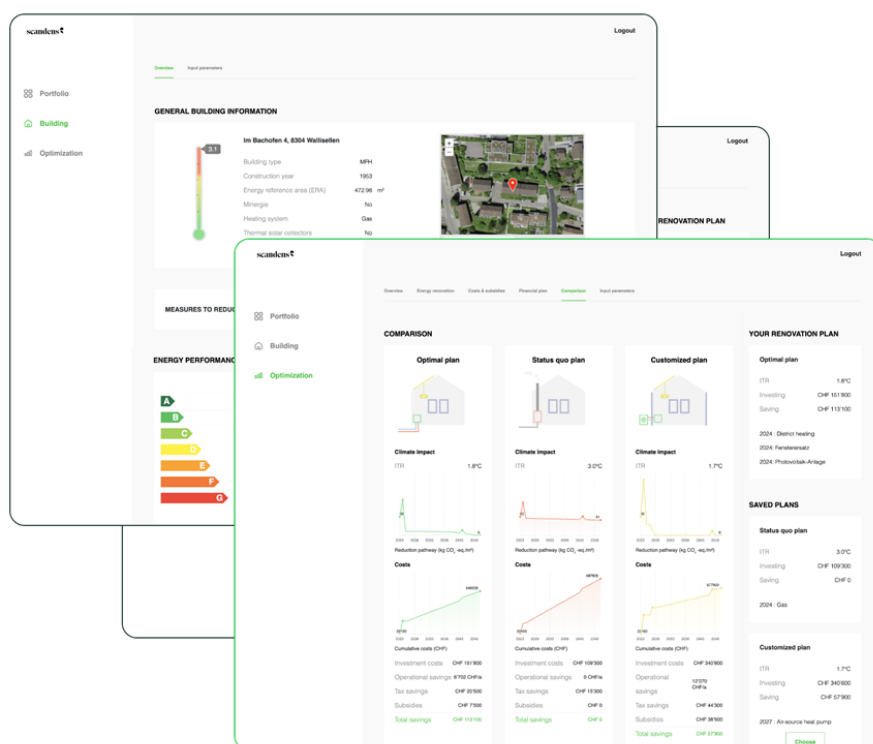 scandens
Logout
Overview Input parameters
Portfolio
Building
Optimization
GENERAL BUILDING INFORMATION
3.1
Im Bachofen 4, 8304 Wallisellen
Building type MFH
Construction year 1953
Energy reference area (ERA) 472.96 m²
Minergie No
Heating system Gas
Thermal solar collectors No
+
−
MEASURES TO REDUC
ENERGY PERFORMANC
A
B
C
D
E
F
G
Logout
RENOVATION PLAN
scandens
Logout
Overview Energy renovation Costs & subsidies Financial plan Comparison Input parameters
Portfolio
Building
Optimization
COMPARISON
Optimal plan
Climate impact
ITR 1.8°C
Reduction pathway (kg CO₂-eq./m²)
Costs
Cumulative costs (CHF)
Investment costs CHF 151'800
Operational savings 6'702 CHF/a
Tax savings CHF 20'500
Subsidies CHF 7'500
Total savings CHF 113'100
Status quo plan
Climate impact
ITR 3.0°C
Reduction pathway (kg CO₂-eq./m²)
Costs
Cumulative costs (CHF)
Investment costs CHF 109'300
Operational savings 0 CHF/a
Tax savings CHF 15'300
Subsidies CHF 0
Total savings CHF 0
Customized plan
Climate impact
ITR 1.7°C
Reduction pathway (kg CO₂-eq./m²)
Costs
Cumulative costs (CHF)
Investment costs CHF 340'600
Operational
savings
CHF/a
Tax savings CHF 44'300
Subsidies CHF 38'500
Total savings CHF 57'900
YOUR RENOVATION PLAN
Optimal plan
ITR 1.8°C
Investing CHF 151'800
Saving CHF 113'100
2024 : District heating
2024: Fensterersatz
2024: Photovoltaik-Anlage
SAVED PLANS
Status quo plan
ITR 3.0°C
Investing CHF 109'300
Saving CHF 0
2024 : Gas
Customized plan
ITR 1.7°C
Investing CHF 340'600
Saving CHF 57'900
2027 : Air-source heat pump
Choose